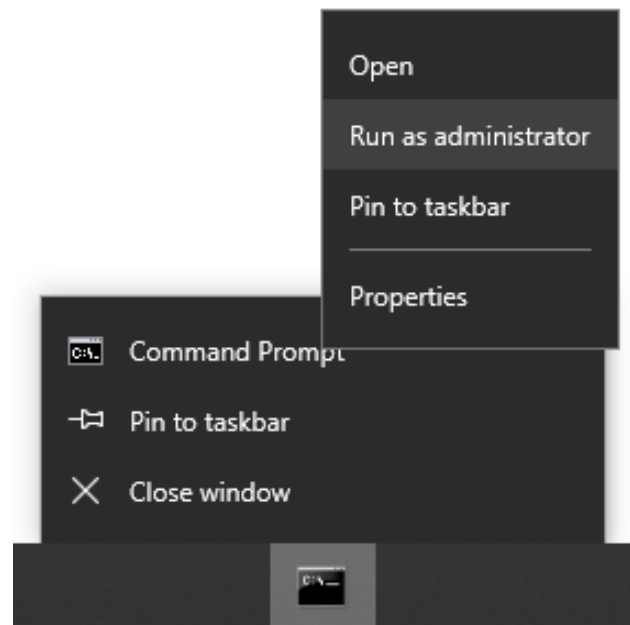 Open
Run as administrator
Pin to taskbar
Properties
C:\.
Command Prompt
Pin to taskbar
Close window